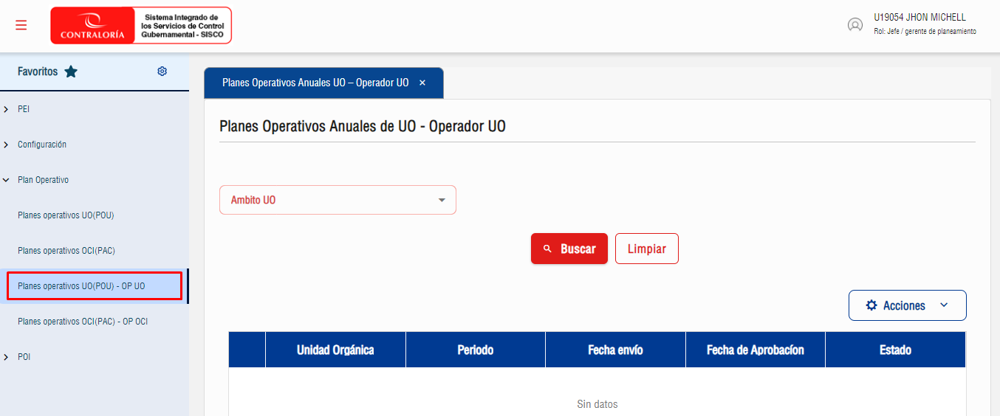 CONTRALORÍA
Sistema Integrado de
los Servicios de Control
Gubernamental - SISCO
U19054 JHON MICHELL
Rol: Jefe / gerente de planeamiento
Favoritos
PEI
Configuración
Plan Operativo
Planes operativos UO(POU)
Planes operativos OCI(PAC)
Planes operativos UO(POU) - OP UO
Planes operativos OCI(PAC) - OP OCI
POI
Planes Operativos Anuales UO – Operador UO ×
Planes Operativos Anuales de UO - Operador UO
Ambito UO
Buscar Limpiar
Acciones
Unidad Orgánica Periodo Fecha envío Fecha de Aprobacíon Estado
Sin datos